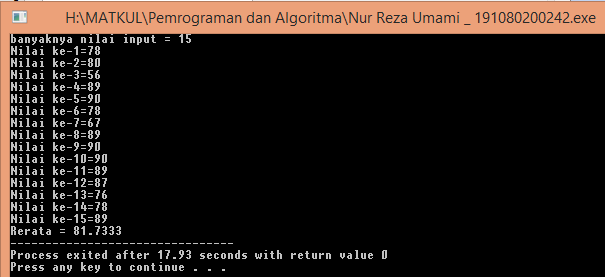 H:\MATKUL\Pemrograman dan Algoritma\Nur Reza Umami _ 191080200242.exe
banyaknya nilai input = 15
Nilai ke-1=78
Nilai ke-2=80
Nilai ke-3=56
Nilai ke-4=89
Nilai ke-5=90
Nilai ke-6=78
Nilai ke-7=67
Nilai ke-8=89
Nilai ke-9=90
Nilai ke-10=90
Nilai ke-11=89
Nilai ke-12=87
Nilai ke-13=76
Nilai ke-14=78
Nilai ke-15=89
Rerata = 81.7333
--------------------------------
Process exited after 17.93 seconds with return value 0
Press any key to continue . . .